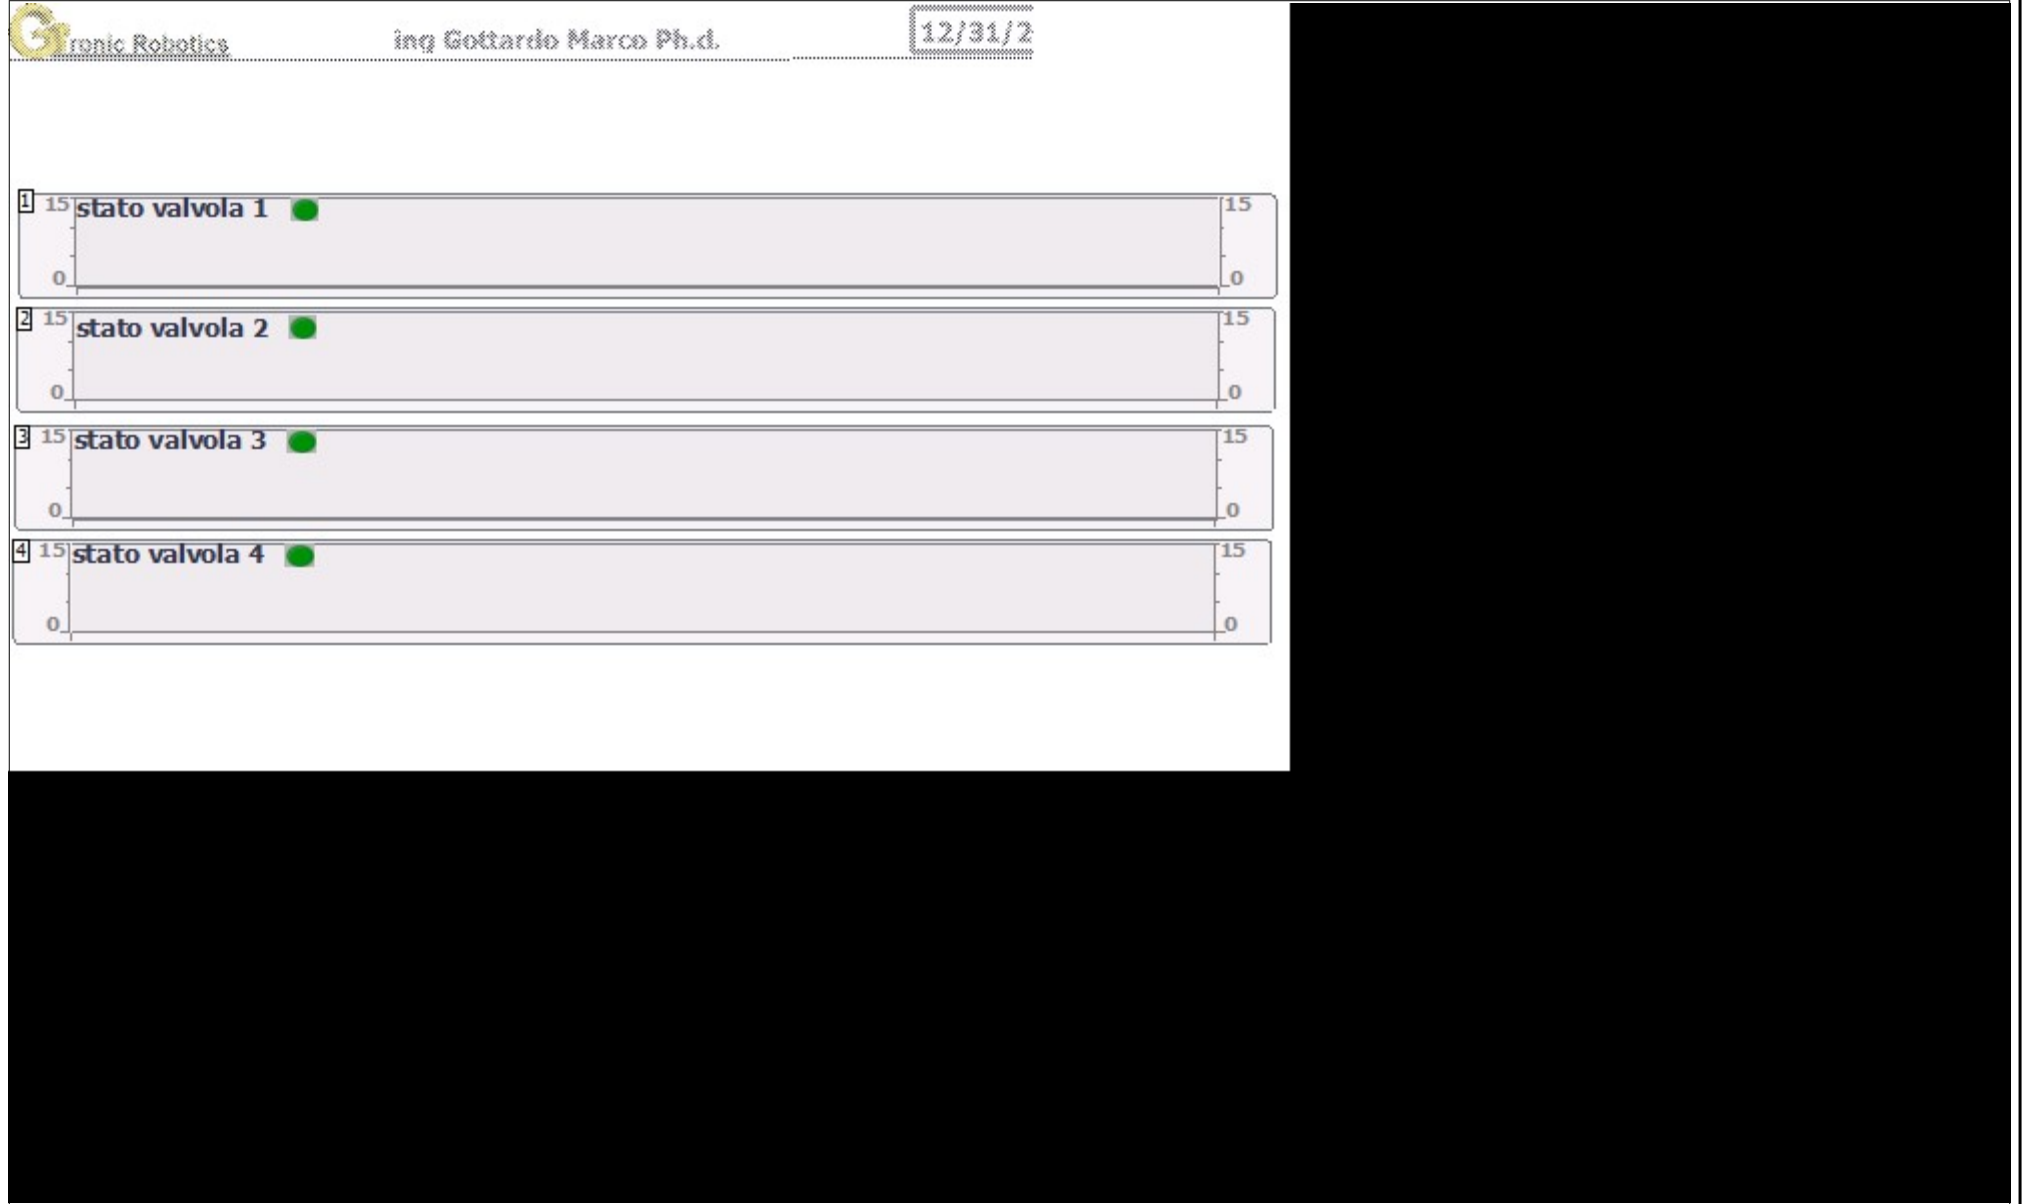 GTronic Robotics ing Gottardo Marco Ph.d. 12/31/2
1 15 stato valvola 1 15
0 0
2 15 stato valvola 2 15
0 0
3 15 stato valvola 3 15
0 0
4 15 stato valvola 4 15
0 0